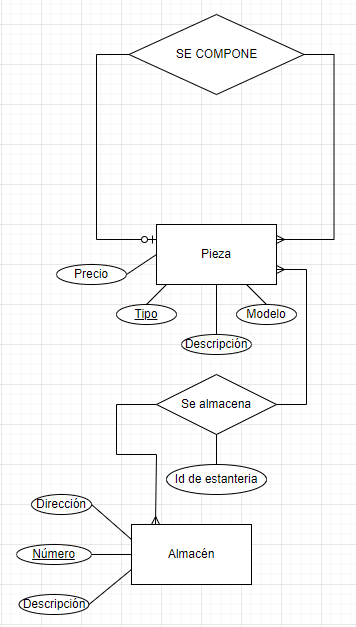 SE COMPONE
Pieza
Precio
Tipo
Modelo
Descripción
Se almacena
Id de estanteria
Dirección
Número
Almacén
Descripción